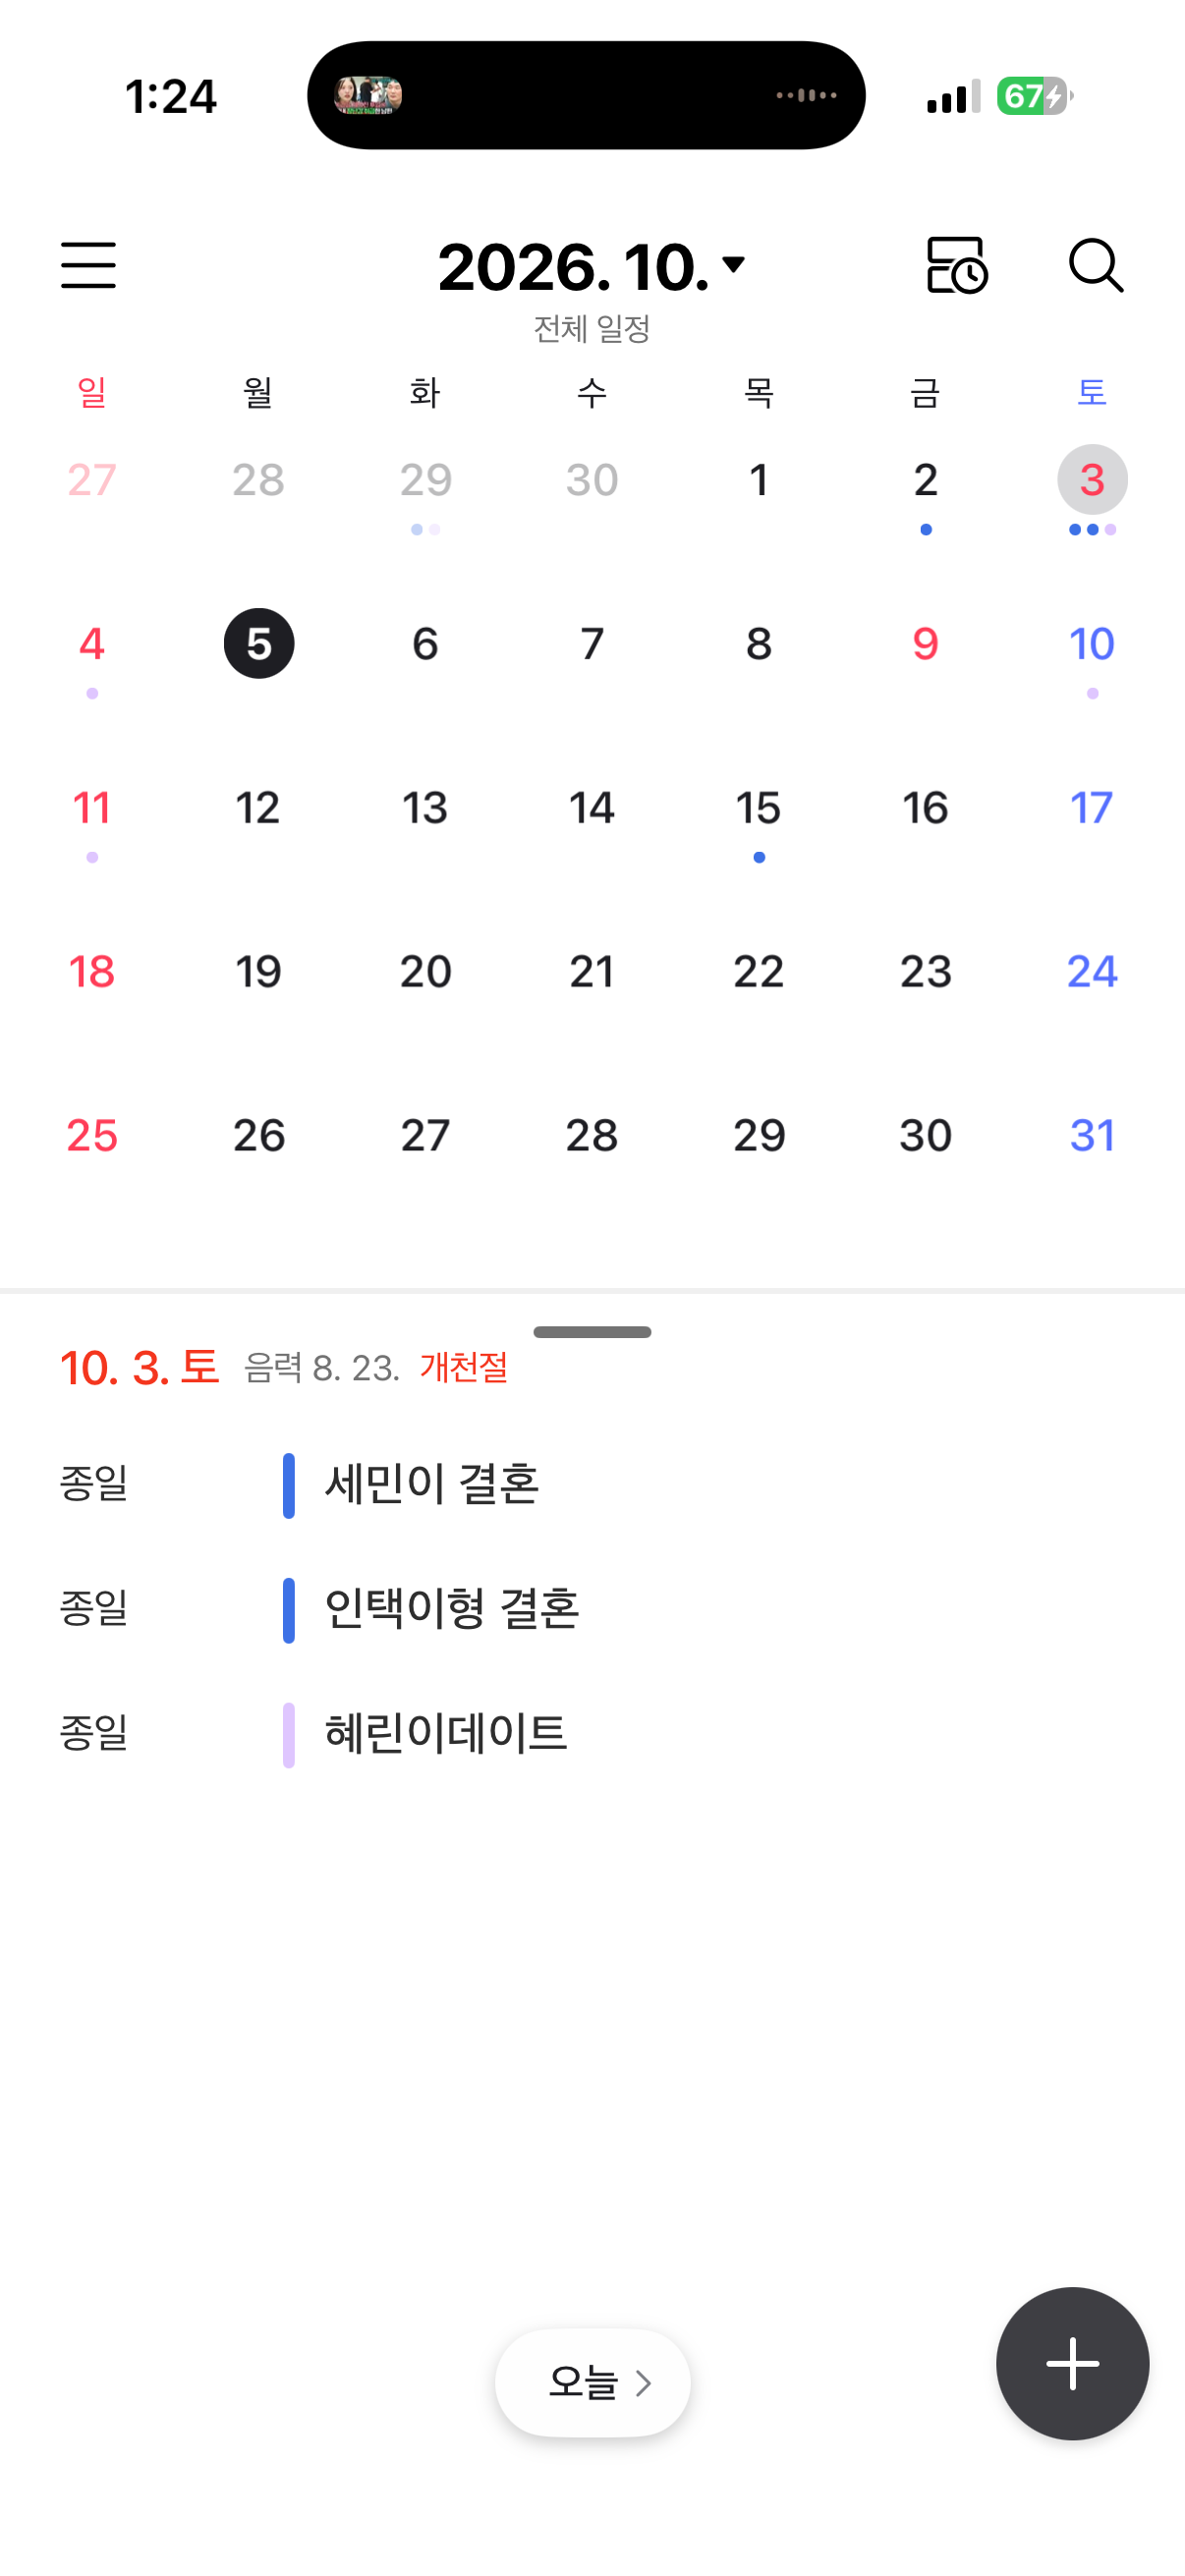 1:24
67
2026. 10.
전체 일정
일 월 화 수 목 금 토
27 28 29 30 1 2 3
4 5 6 7 8 9 10
11 12 13 14 15 16 17
18 19 20 21 22 23 24
25 26 27 28 29 30 31
10. 3. 토 음력 8. 23. 개천절
종일 세민이 결혼
종일 인택이형 결혼
종일 혜린이데이트
오늘